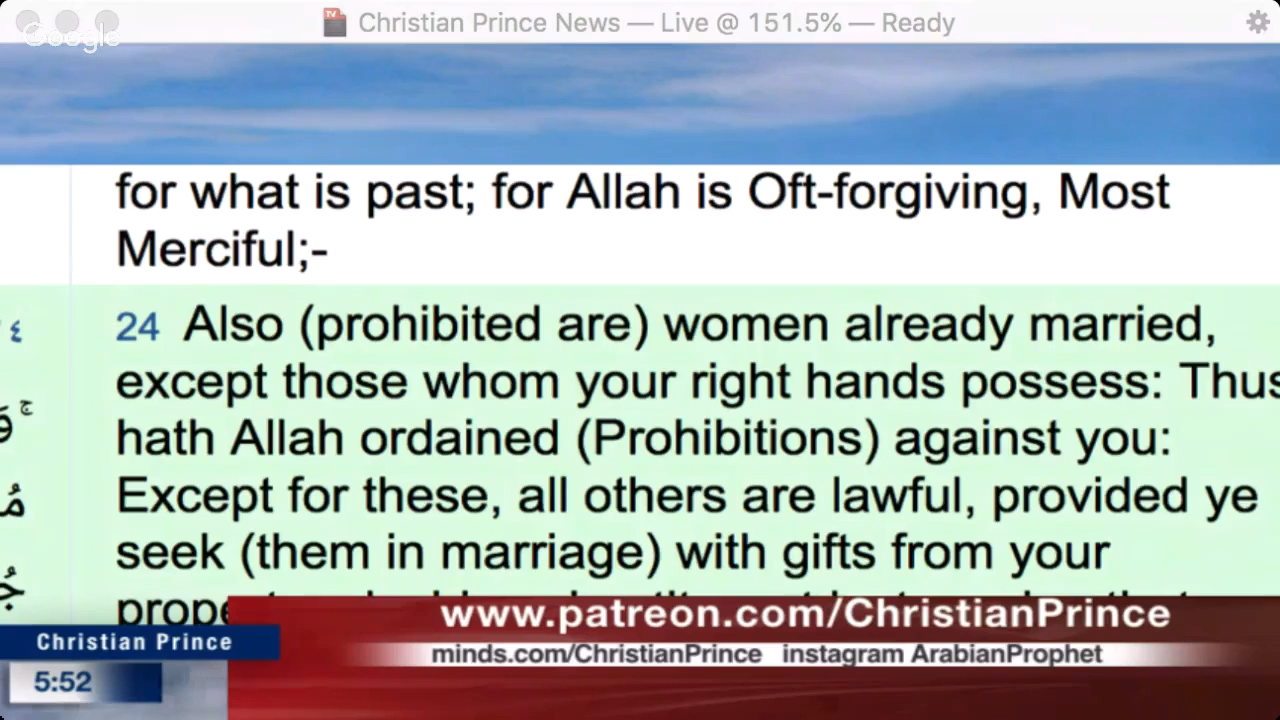 Christian Prince News — Live @ 151.5% — Ready
Google
for what is past; for Allah is Oft-forgiving, Most
Merciful;-
24 Also (prohibited are) women already married,
except those whom your right hands possess: Thus
hath Allah ordained (Prohibitions) against you:
Except for these, all others are lawful, provided ye
seek (them in marriage) with gifts from your
www.patreon.com/ChristianPrince
Christian Prince
minds.com/ChristianPrince instagram ArabianProphet
5:52